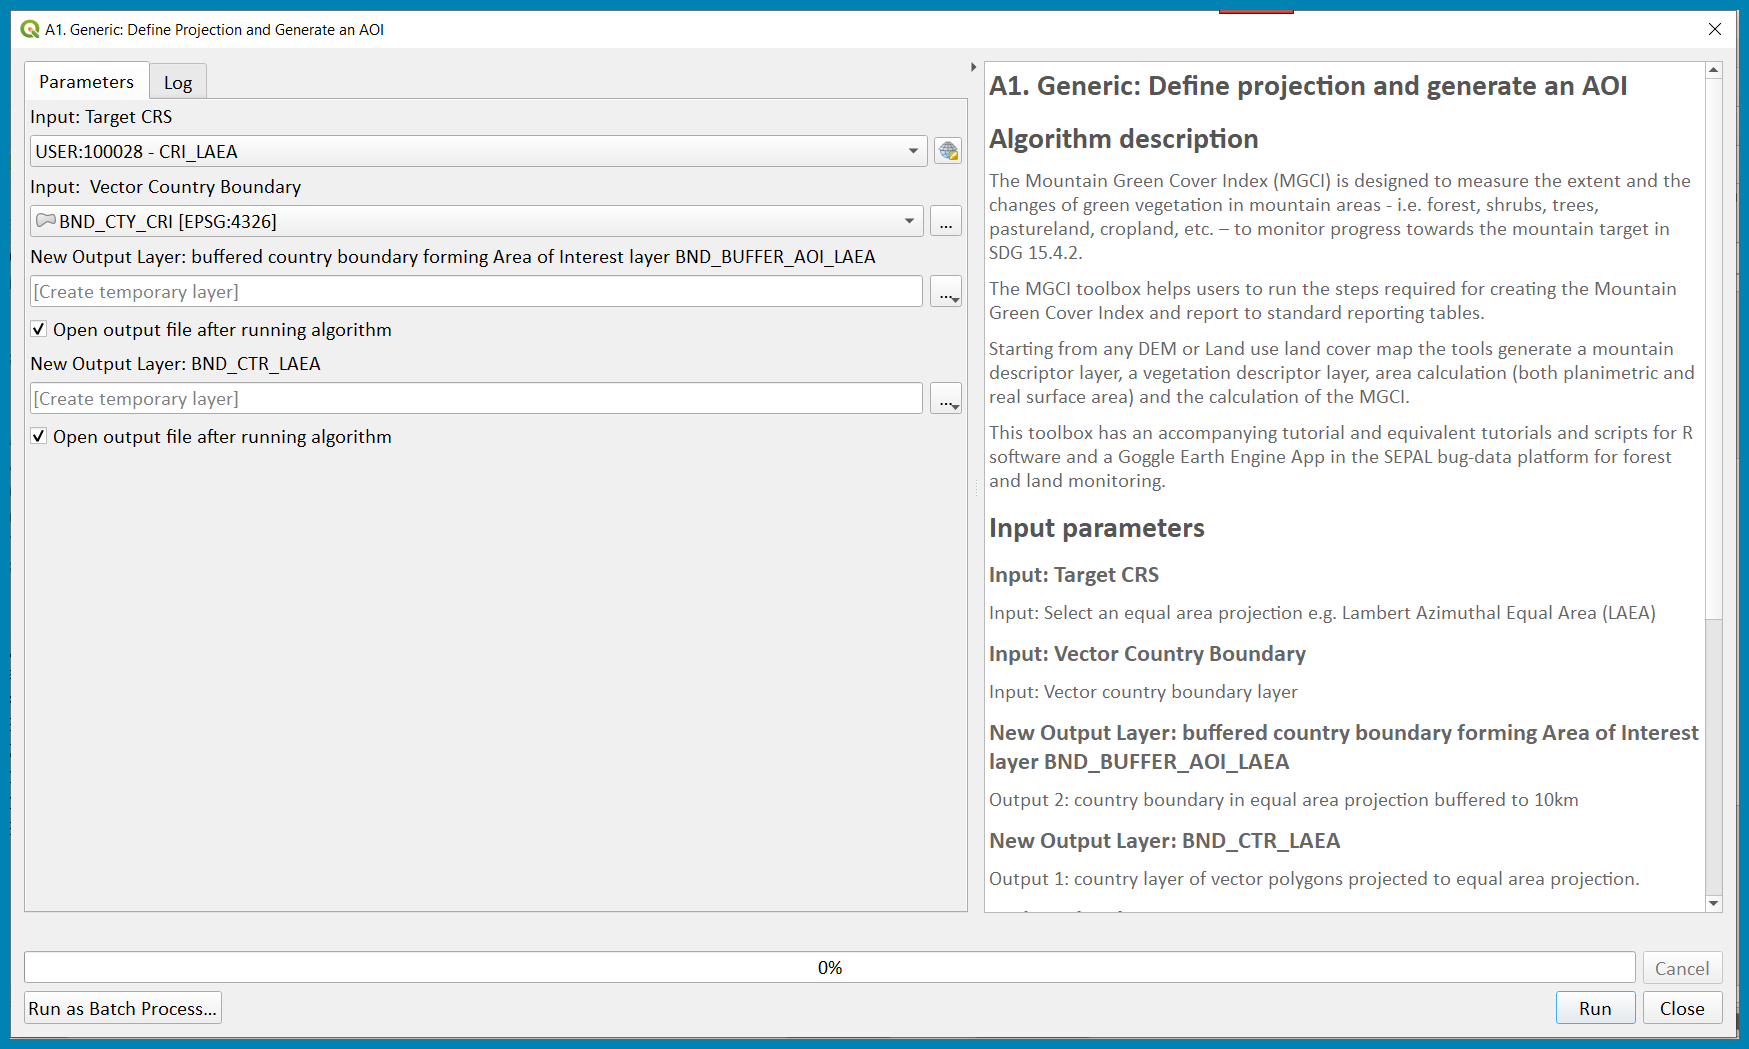 A1. Generic: Define Projection and Generate an AOI
Parameters
Log
Input: Target CRS
USER:100028 - CRI_LAEA
Input:  Vector Country Boundary
BND_CTY_CRI [EPSG:4326]
...
New Output Layer: buffered country boundary forming Area of Interest layer BND_BUFFER_AOI_LAEA
[Create temporary layer]
...
Open output file after running algorithm
New Output Layer: BND_CTR_LAEA
[Create temporary layer]
...
Open output file after running algorithm
A1. Generic: Define projection and generate an AOI
Algorithm description
The Mountain Green Cover Index (MGCI) is designed to measure the extent and the
changes of green vegetation in mountain areas - i.e. forest, shrubs, trees,
pastureland, cropland, etc. – to monitor progress towards the mountain target in
SDG 15.4.2.
The MGCI toolbox helps users to run the steps required for creating the Mountain
Green Cover Index and report to standard reporting tables.
Starting from any DEM or Land use land cover map the tools generate a mountain
descriptor layer, a vegetation descriptor layer, area calculation (both planimetric and
real surface area) and the calculation of the MGCI.
This toolbox has an accompanying tutorial and equivalent tutorials and scripts for R
software and a Goggle Earth Engine App in the SEPAL bug-data platform for forest
and land monitoring.
Input parameters
Input: Target CRS
Input: Select an equal area projection e.g. Lambert Azimuthal Equal Area (LAEA)
Input: Vector Country Boundary
Input: Vector country boundary layer
New Output Layer: buffered country boundary forming Area of Interest
layer BND_BUFFER_AOI_LAEA
Output 2: country boundary in equal area projection buffered to 10km
New Output Layer: BND_CTR_LAEA
Output 1: country layer of vector polygons projected to equal area projection.
0%
Cancel
Run as Batch Process...
Run
Close